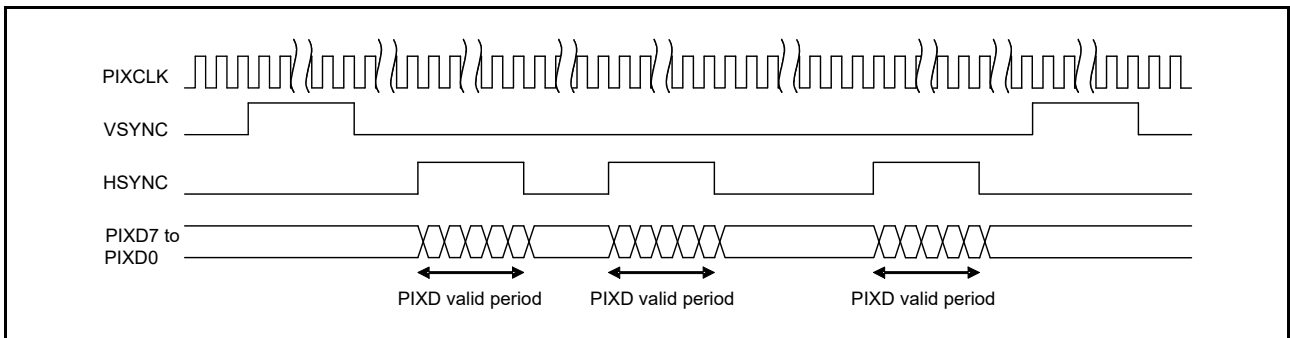 PIXCLK
VSYNC
HSYNC
PIXD7 to
PIXD0
PIXD valid period PIXD valid period PIXD valid period